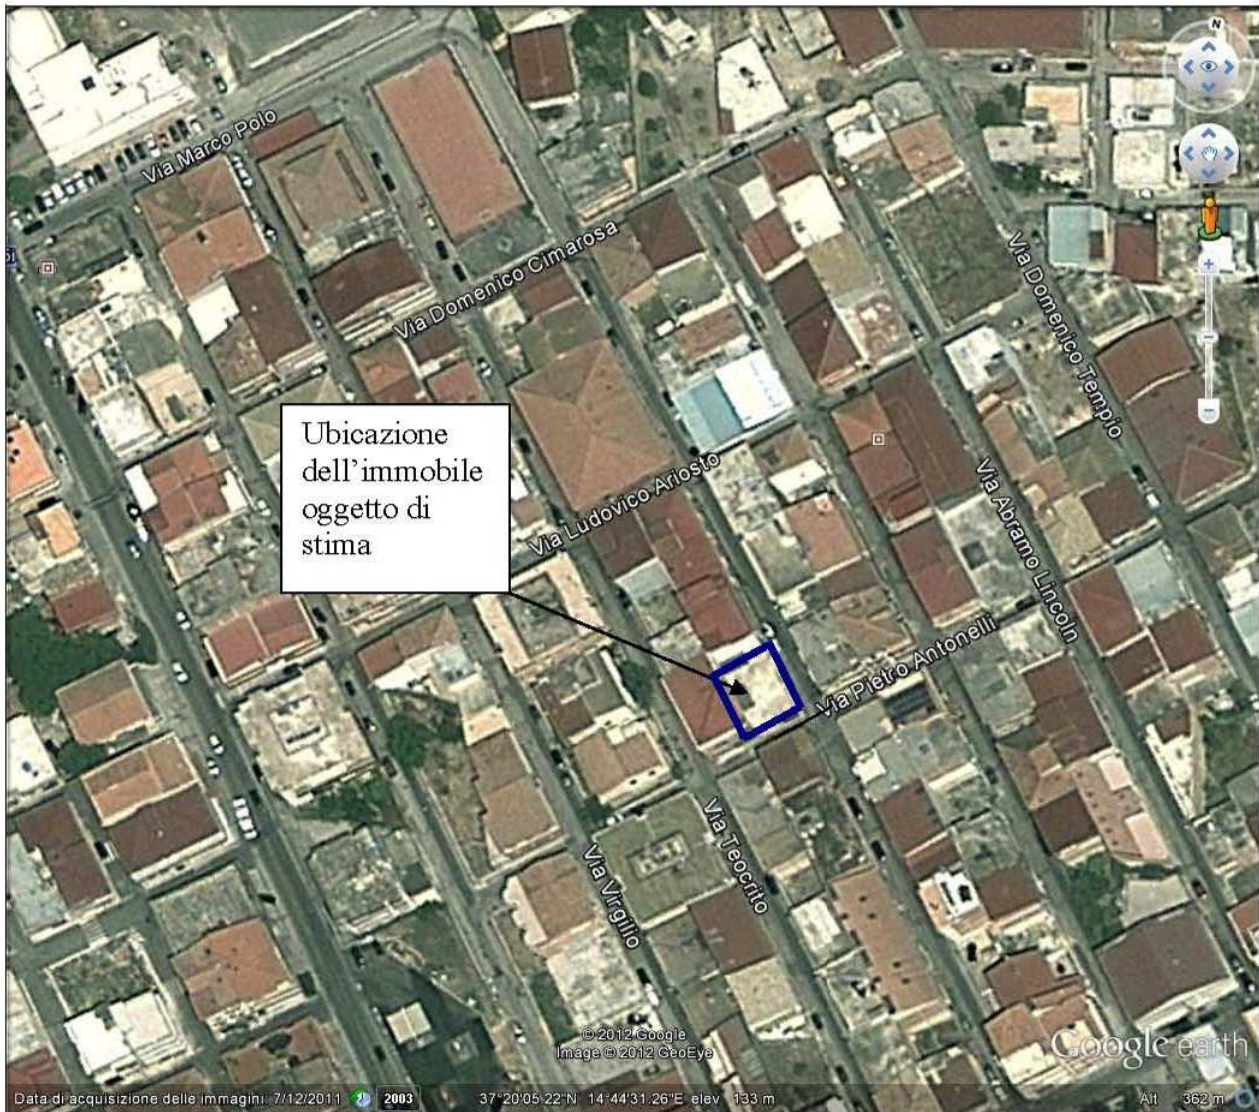 N
Via Marco Polo
Via Domenico Cimarosa
Via Domenico Tempio
Ubicazione
dell'immobile
oggetto di
stima
Via Ludovico Ariosto
Via Abramo Lincoln
Via Pietro Antonelli
Via Teocrito
Via Virgilio
© 2012 Google
Image © 2012 GeoEye
Google earth
Data di acquisizione delle immagini: 7/12/2011 2003 37°20'05.22"N 14°44'31.26"E elev 133 m Alt 362 m